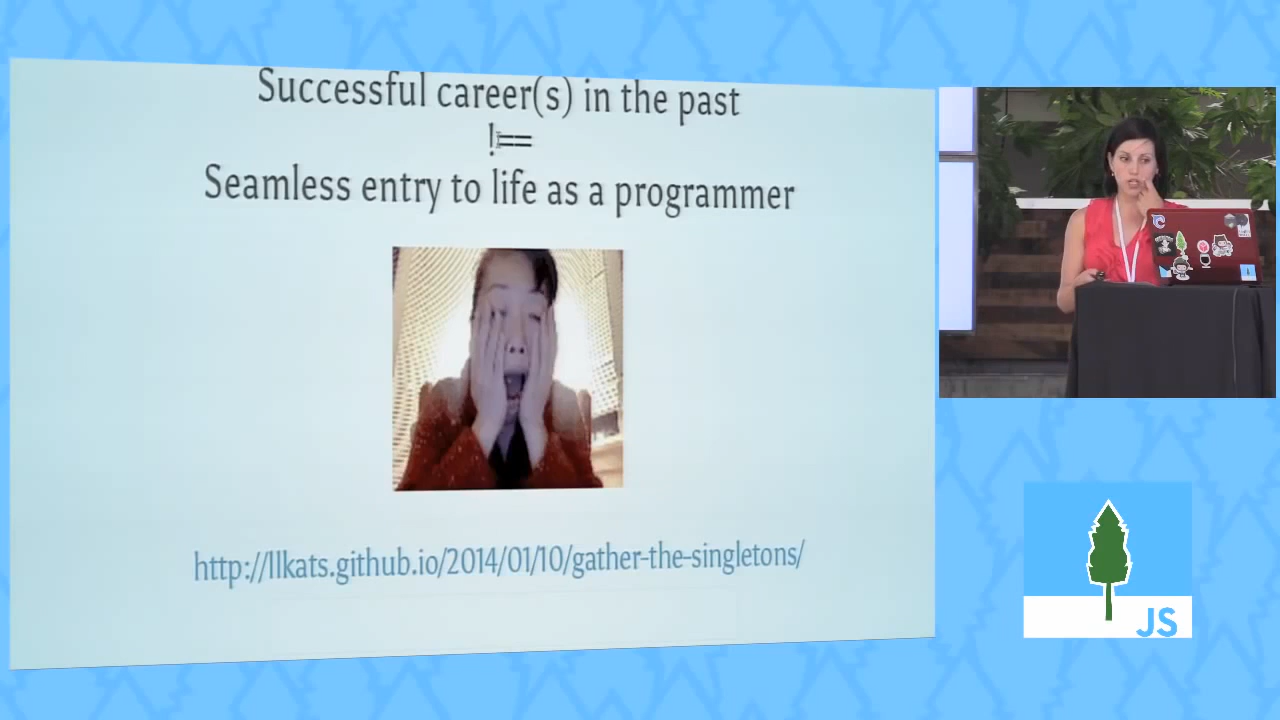 Successful career(s) in the past
!==
Seamless entry to life as a programmer
http://llkats.github.io/2014/01/10/gather-the-singletons/
JS